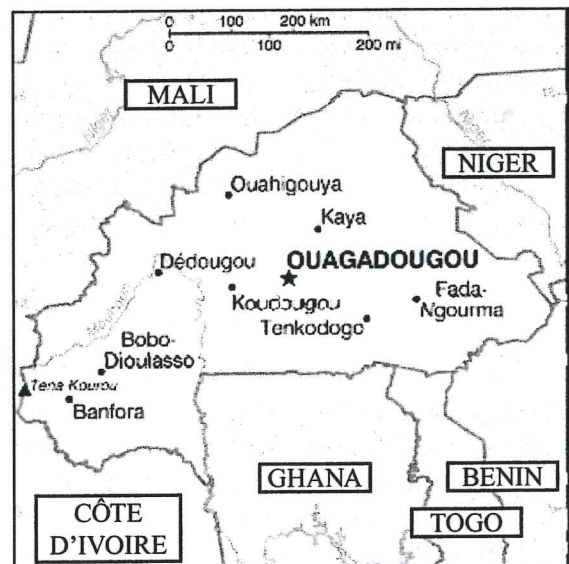 0 100 200 km
0 100 200 mi
MALI
NIGER
Ouahigouya
Kaya
OUAGADOUGOU
Dédougou
Koudougou
Fada-
Ngourma
Tenkodogo
Bobo-
Dioulasso
Tena Kourou
Banfora
GHANA
BENIN
TOGO
CÔTE
D'IVOIRE